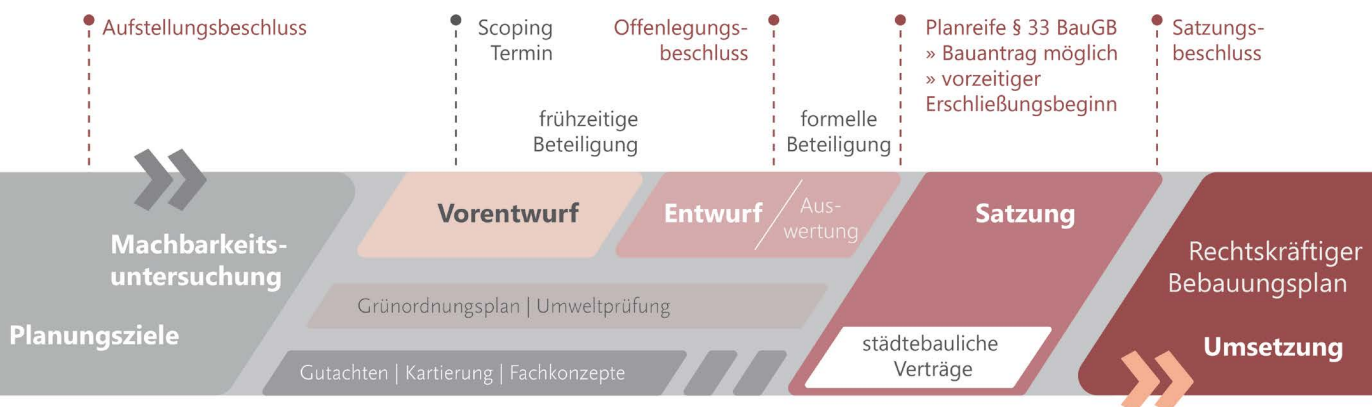 Aufstellungsbeschluss
Scoping
Termin
Offenlegungs-
beschluss
Planreife § 33 BauGB
» Bauantrag möglich
» vorzeitiger
Erschließungsbeginn
Satzungs-
beschluss
frühzeitige
Beteiligung
formelle
Beteiligung
Planungsziele
Machbarkeits-
untersuchung
Vorentwurf
Entwurf
Aus-
wertung
Grünordnungsplan | Umweltprüfung
Gutachten | Kartierung | Fachkonzepte
Satzung
städtebauliche
Verträge
Rechtskräftiger
Bebauungsplan
Umsetzung